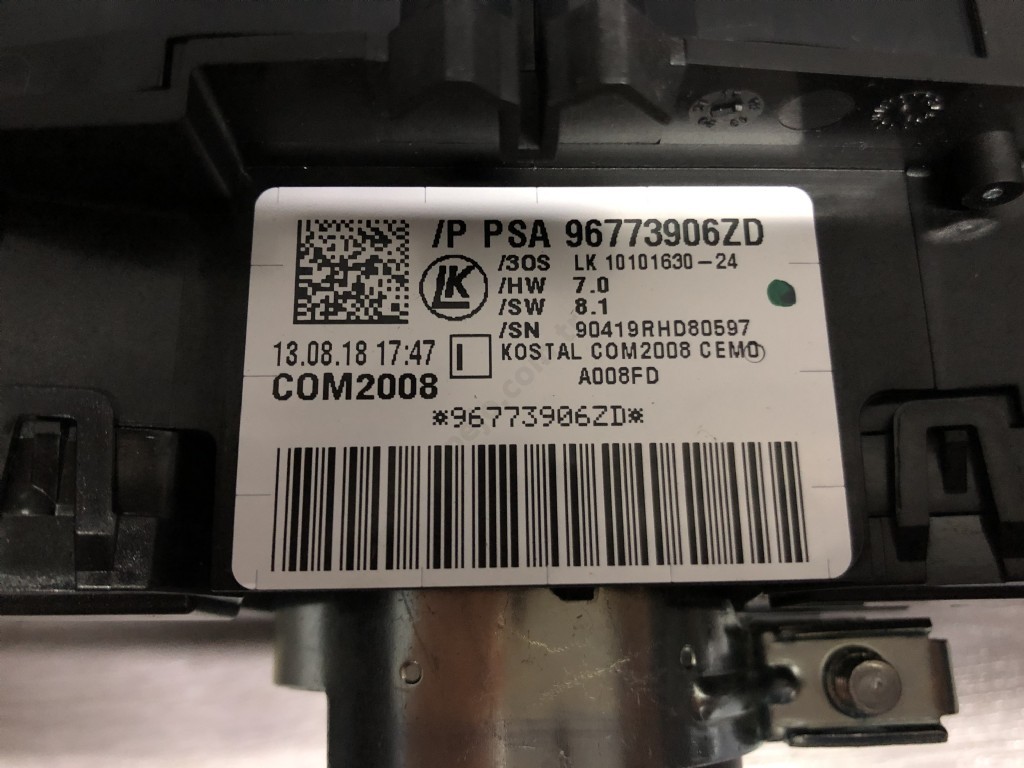 /P PSA 96773906ZD
/3OS LK 10101630-24
LK
/HW 7.0
/SW 8.1
/SN 90419RHD80597
13.08.18 17:47
KOSTAL COM2008 CEM0
COM2008
A008FD
*96773906ZD*